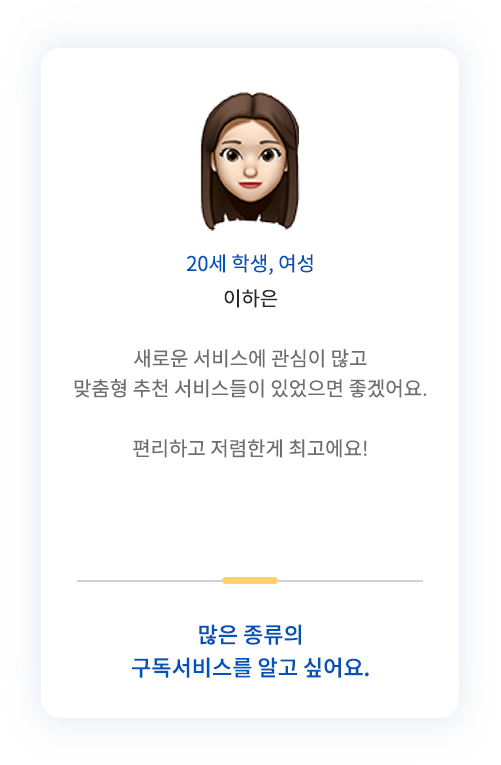 20세 학생, 여성
이하은
새로운 서비스에 관심이 많고
맞춤형 추천 서비스들이 있었으면 좋겠어요.
편리하고 저렴한게 최고에요!
많은 종류의
구독서비스를 알고 싶어요.